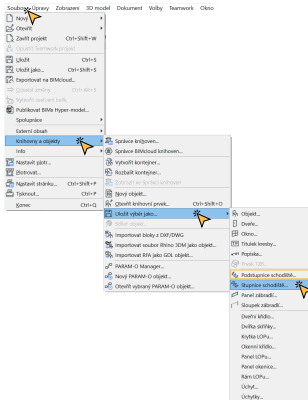 Soubor Úpravy Zobrazení 3D model Dokument Volby Teamwork Okno
Nový
Otevřít
Zavřít projekt Ctrl+Shift+W
Opustit Teamwork projekt
Uložit Ctrl+S
Uložit jako... Ctrl+Shift+S
Exportovat na BIMcloud...
Publikovat BIMx Hyper-model...
Spolupráce
Externí obsah
Knihovny a objekty
Info
Nastavit plotr...
Zplotrovat...
Nastavit stránku... Ctrl+Shift+P
Tisknout... Ctrl+P
Konec Ctrl+Q
Správce knihoven...
Správce BIMcloud knihoven...
Vytvořit kontejner...
Rozbalit kontejner...
Nový objekt...
Otevřít knihovní prvek... Ctrl+Shift+O
Uložit výběr jako...
Importovat bloky z DXF/DWG
Importovat soubor Rhino 3DM jako objekt...
Importovat RFA jako GDL objekt...
PARAM-O Manager...
Nový PARAM-O objekt...
Otevřít vybraný PARAM-O objekt...
Objekt...
Dveře...
Okno...
Titulek kresby...
Popiska...
Prvek TZB...
Podstupnice schodiště...
Stupnice schodiště...
Panel zábradlí...
Sloupek zábradlí...
Dveřní křídlo...
Dvířka skříňky...
Krytka LOPu...
Okenní křídlo...
Panel LOPu...
Panel okenice...
Rám LOPu...
Úchyt...
Úchytky...